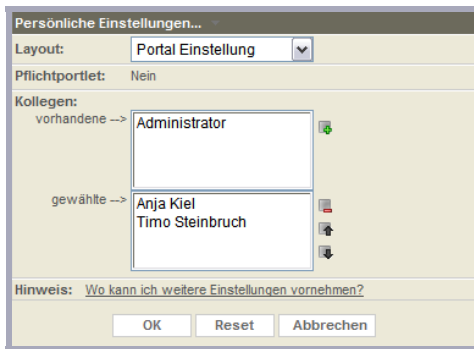 Persönliche Einstellungen...
Layout: Portal Einstellung
Pflichtportlet: Nein
Kollegen:
vorhandene --> Administrator
gewählte --> Anja Kiel
Timo Steinbruch
Hinweis: Wo kann ich weitere Einstellungen vornehmen?
OK Reset Abbrechen